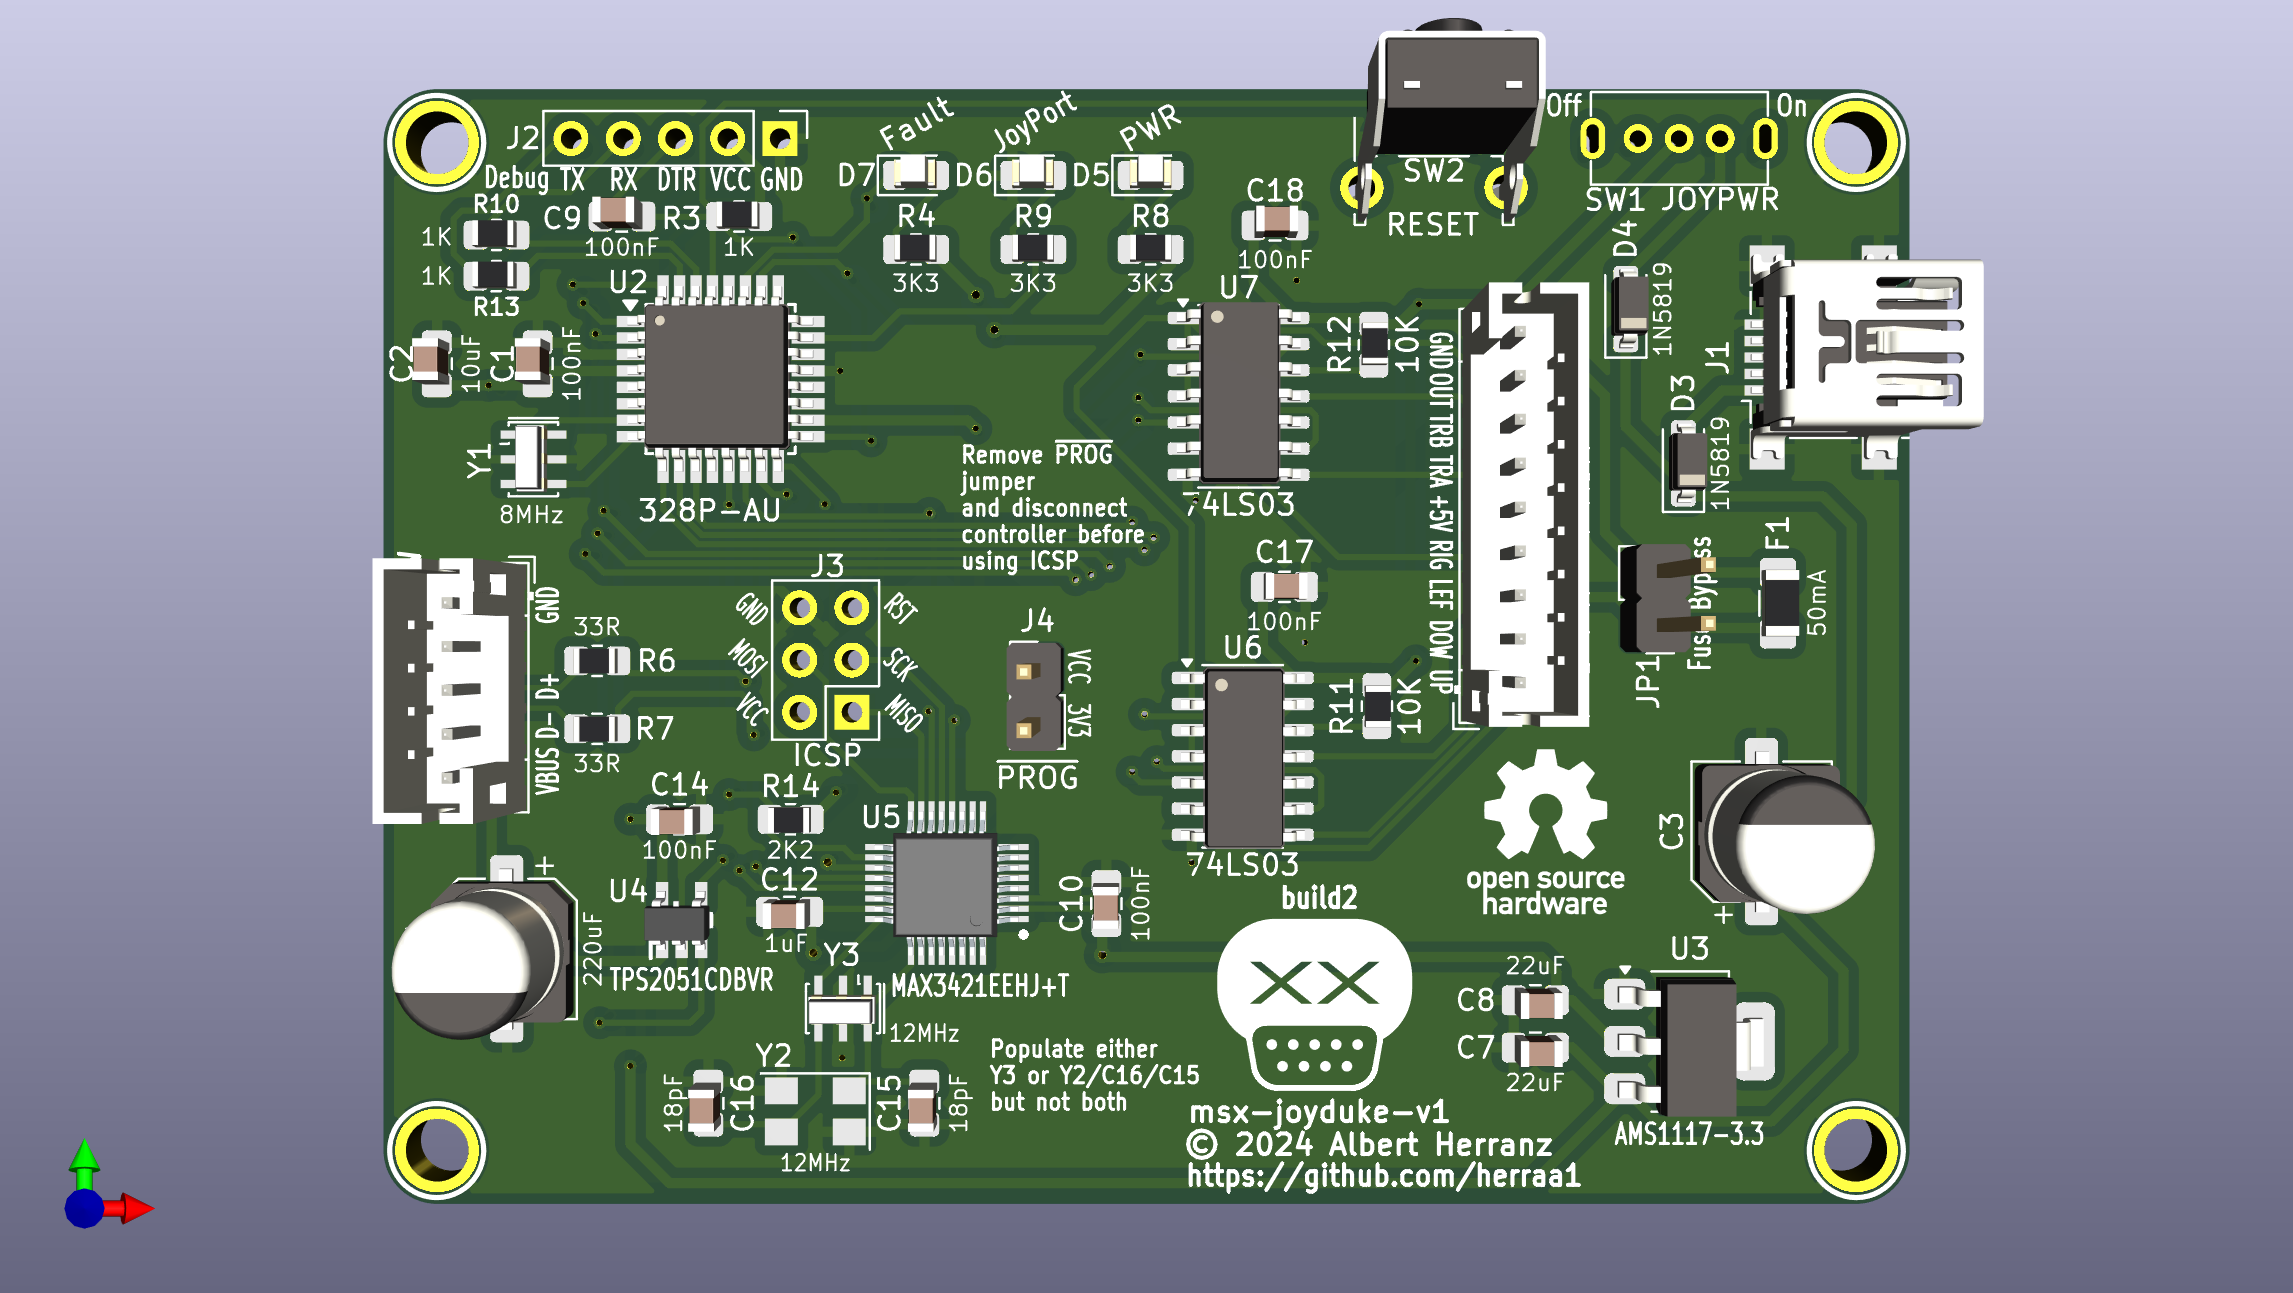 Fault
JoyPort
PWR
Off
On
J2
Debug TX RX DTR VCC GND
D7
D6
D5
SW2
RESET
SW1 JOYPWR
R10
1K
1K
R13
C9
100nF
R3
1K
R4
3K3
R9
3K3
R8
3K3
C18
100nF
D4
1N5819
U2
328P-AU
C2
10uF
C1
100nF
Y1
8MHz
U7
74LS03
R12
10K
GND OUT TRB TRA +5V RIG LEF DOW UP
J1
D3
1N5819
Remove PROG
jumper
and disconnect
controller before
using ICSP
F1
50mA
JP1
GND
D+
D-
VBUS
33R
R6
R7
33R
J3
GND
RST
MOSI
SCK
VCC
MISO
ICSP
J4
VCC
3V3
PROG
C17
100nF
U6
74LS03
R11
10K
C14
100nF
R14
2K2
U5
MAX3421EEHJ+T
C12
1uF
C10
100nF
+
220uF
U4
TPS2051CDBVR
Y3
12MHz
Y2
12MHz
18pF
C16
C15
18pF
Populate either
Y3 or Y2/C16/C15
but not both
open source
hardware
build2
C3
+
U3
AMS1117-3.3
22uF
C8
C7
22uF
msx-joyduke-v1
© 2024 Albert Herranz
https://github.com/herraa1